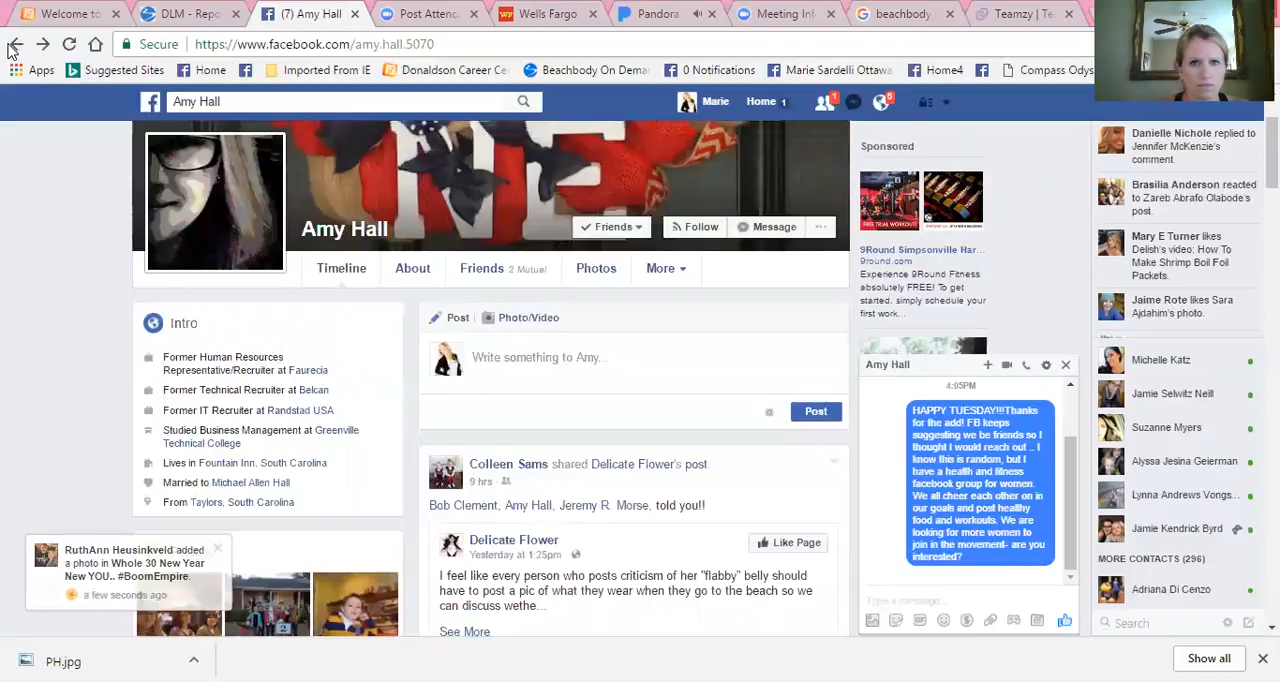 Welcome to
DLM - Repo
(7) Amy Hall
Post Attenc
Wells Fargo
Pandora
Meeting Inf
beachbody
Teamzy | Te
Secure https://www.facebook.com/amy.hall.5070
Apps Suggested Sites Home Imported From IE Donaldson Career Ce Beachbody On Dem 0 Notifications Marie Sardelli Ottawa Home4 Compass Odys
Amy Hall
Marie Home 1
1
5
Amy Hall
Friends
Follow
Message
Timeline About Friends 2 Mutual Photos More
Intro
Former Human Resources
Representative/Recruiter at Faurecia
Former Technical Recruiter at Belcan
Former IT Recruiter at Randstad USA
Studied Business Management at Greenville
Technical College
Lives in Fountain Inn, South Carolina
Married to Michael Allen Hall
From Taylors, South Carolina
Post Photo/Video
Write something to Amy...
Post
Colleen Sams shared Delicate Flower's post
9 hrs
Bob Clement, Amy Hall, Jeremy R. Morse, told you!!
Delicate Flower
Yesterday at 1:25pm
Like Page
I feel like every person who posts criticism of her "flabby" belly should
have to post a pic of what they wear when they go to the beach so we
can discuss wethe...
See More
RuthAnn Heusinkveld added
a photo in Whole 30 New Year
New YOU.. #BoomEmpire.
a few seconds ago
Sponsored
9Round Simpsonville Har...
9round.com
Experience 9Round Fitness
absolutely FREE! To get
started, simply schedule your
first work...
Amy Hall
4:05PM
HAPPY TUESDAY!!!Thanks
for the add! FB keeps
suggesting we be friends so I
thought I would reach out .. I
know this is random, but I
have a health and fitness
facebook group for women.
We all cheer each other on in
our goals and post healthy
food and workouts. We are
looking for more women to
join in the movement- are you
interested?
Type a message...
Danielle Nichole replied to
Jennifer McKenzie's
comment.
Brasilia Anderson reacted
to Zareb Abrafo Olabode's
post.
Mary E Turner likes
Delish's video: How To
Make Shrimp Boil Foil
Packets.
Jaime Rote likes Sara
Ajdahim's photo.
Michelle Katz
Jamie Selwitz Neill
Suzanne Myers
Alyssa Jesina Geierman
Lynna Andrews Vongs...
Jamie Kendrick Byrd
MORE CONTACTS (296)
Adriana Di Cenzo
Search
PH.jpg
Show all